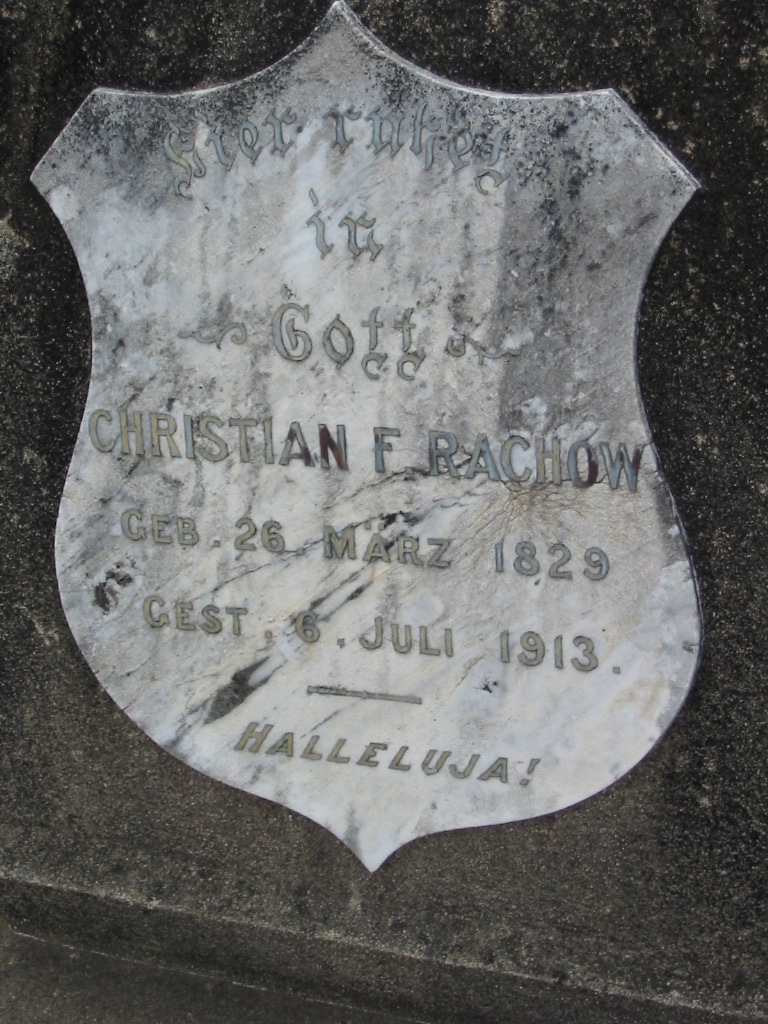 Hier ruhet
in
Gott
CHRISTIAN F RACHOW
GEB. 26. MÄRZ 1829
GEST. 6. JULI 1913.
HALLELUJA!